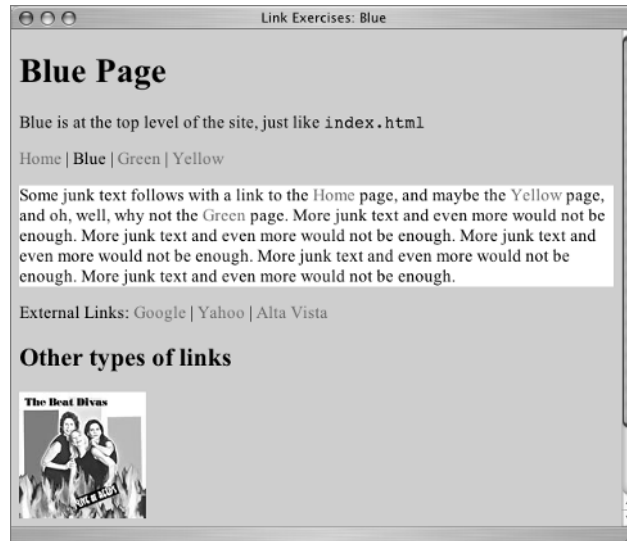 Link Exercises: Blue
Blue Page
Blue is at the top level of the site, just like index.html
Home | Blue | Green | Yellow
Some junk text follows with a link to the Home page, and maybe the Yellow page,
and oh, well, why not the Green page. More junk text and even more would not be
enough. More junk text and even more would not be enough. More junk text and
even more would not be enough. More junk text and even more would not be
enough. More junk text and even more would not be enough.
External Links: Google | Yahoo | Alta Vista
Other types of links
The Beat Divas